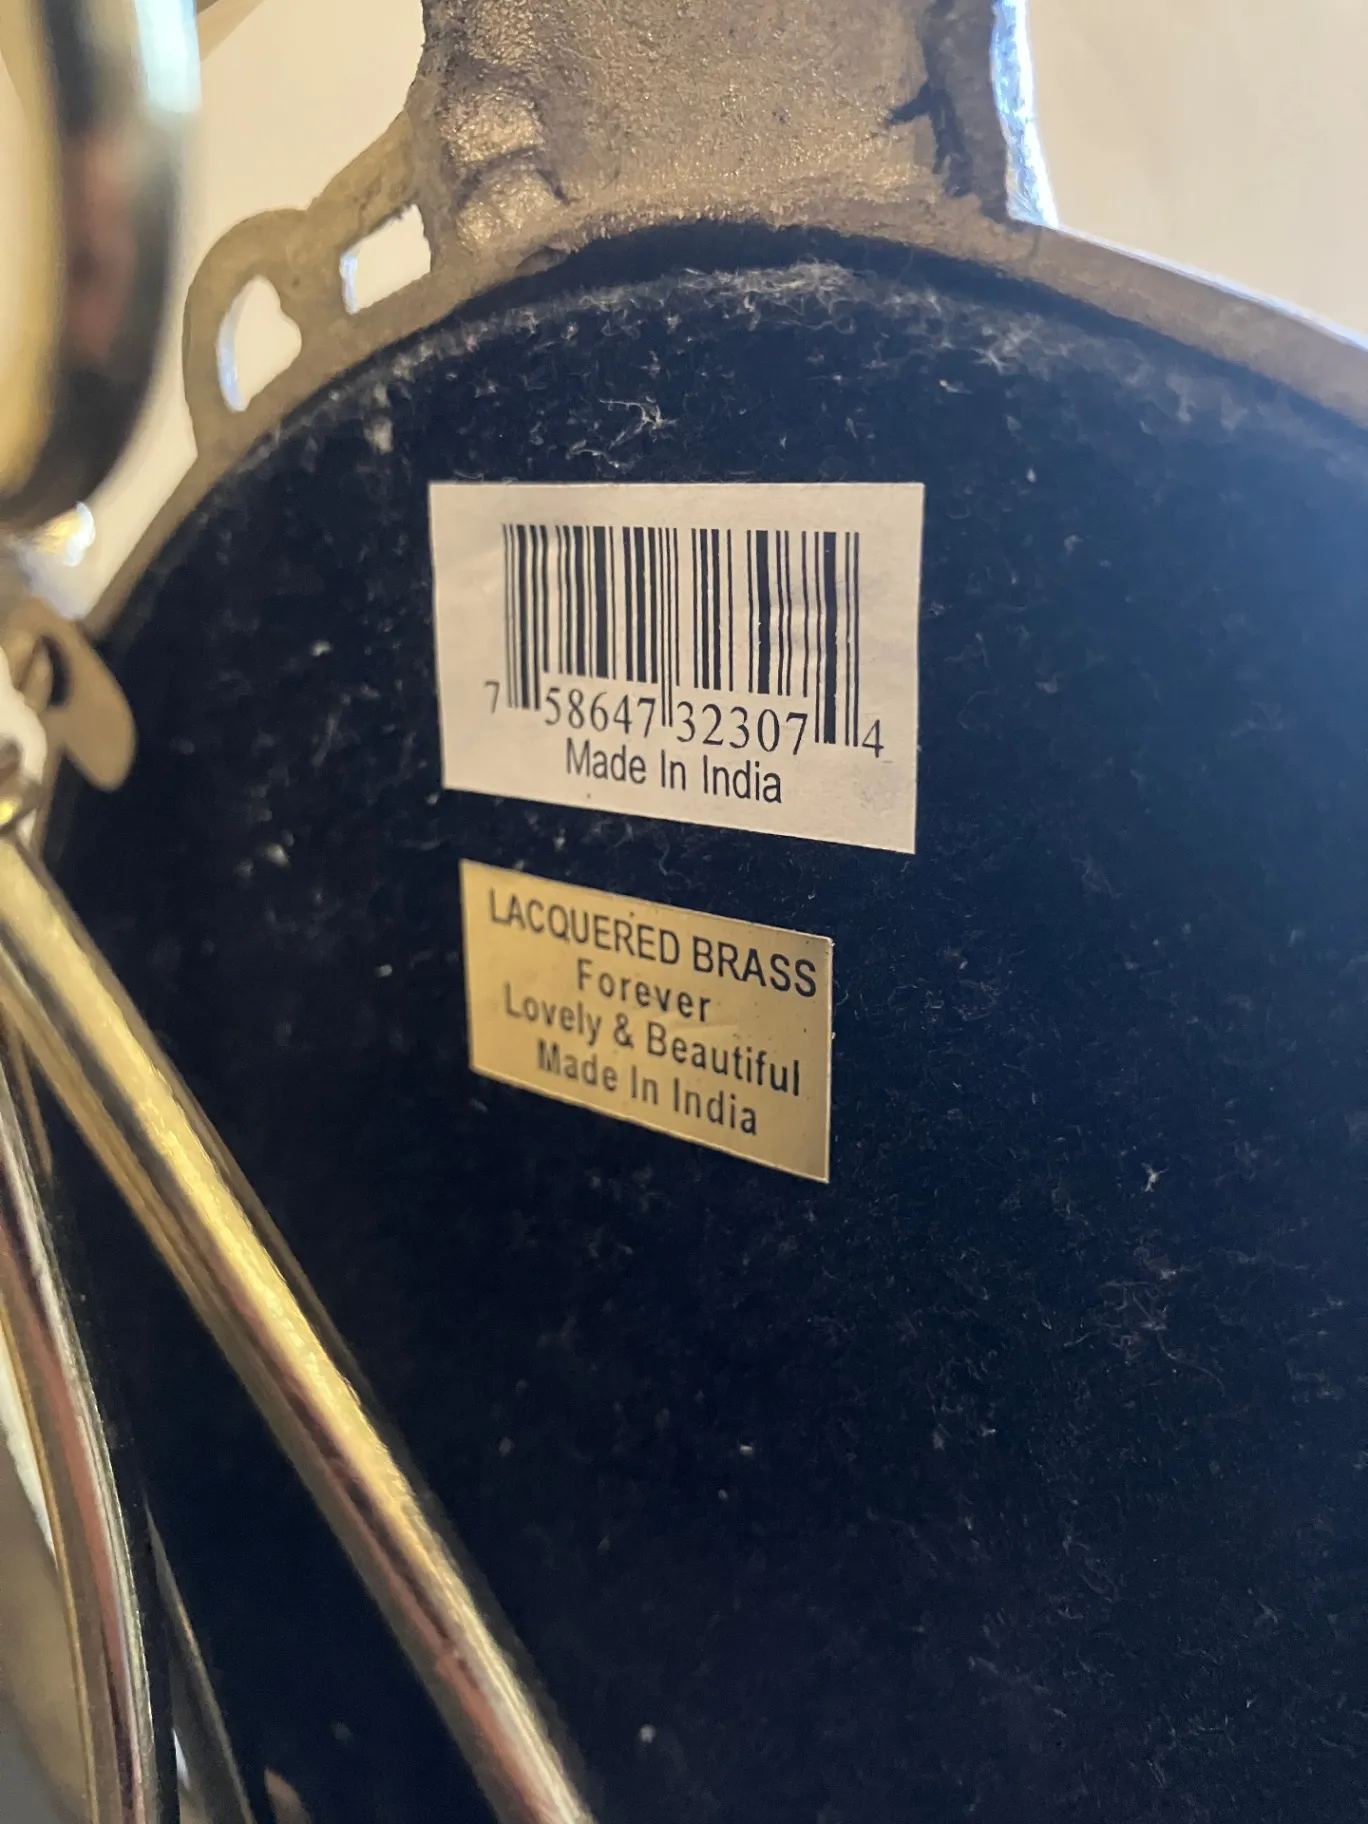 7 58647 32307 4
Made In India
LACQUERED BRASS
Forever
Lovely & Beautiful
Made In India